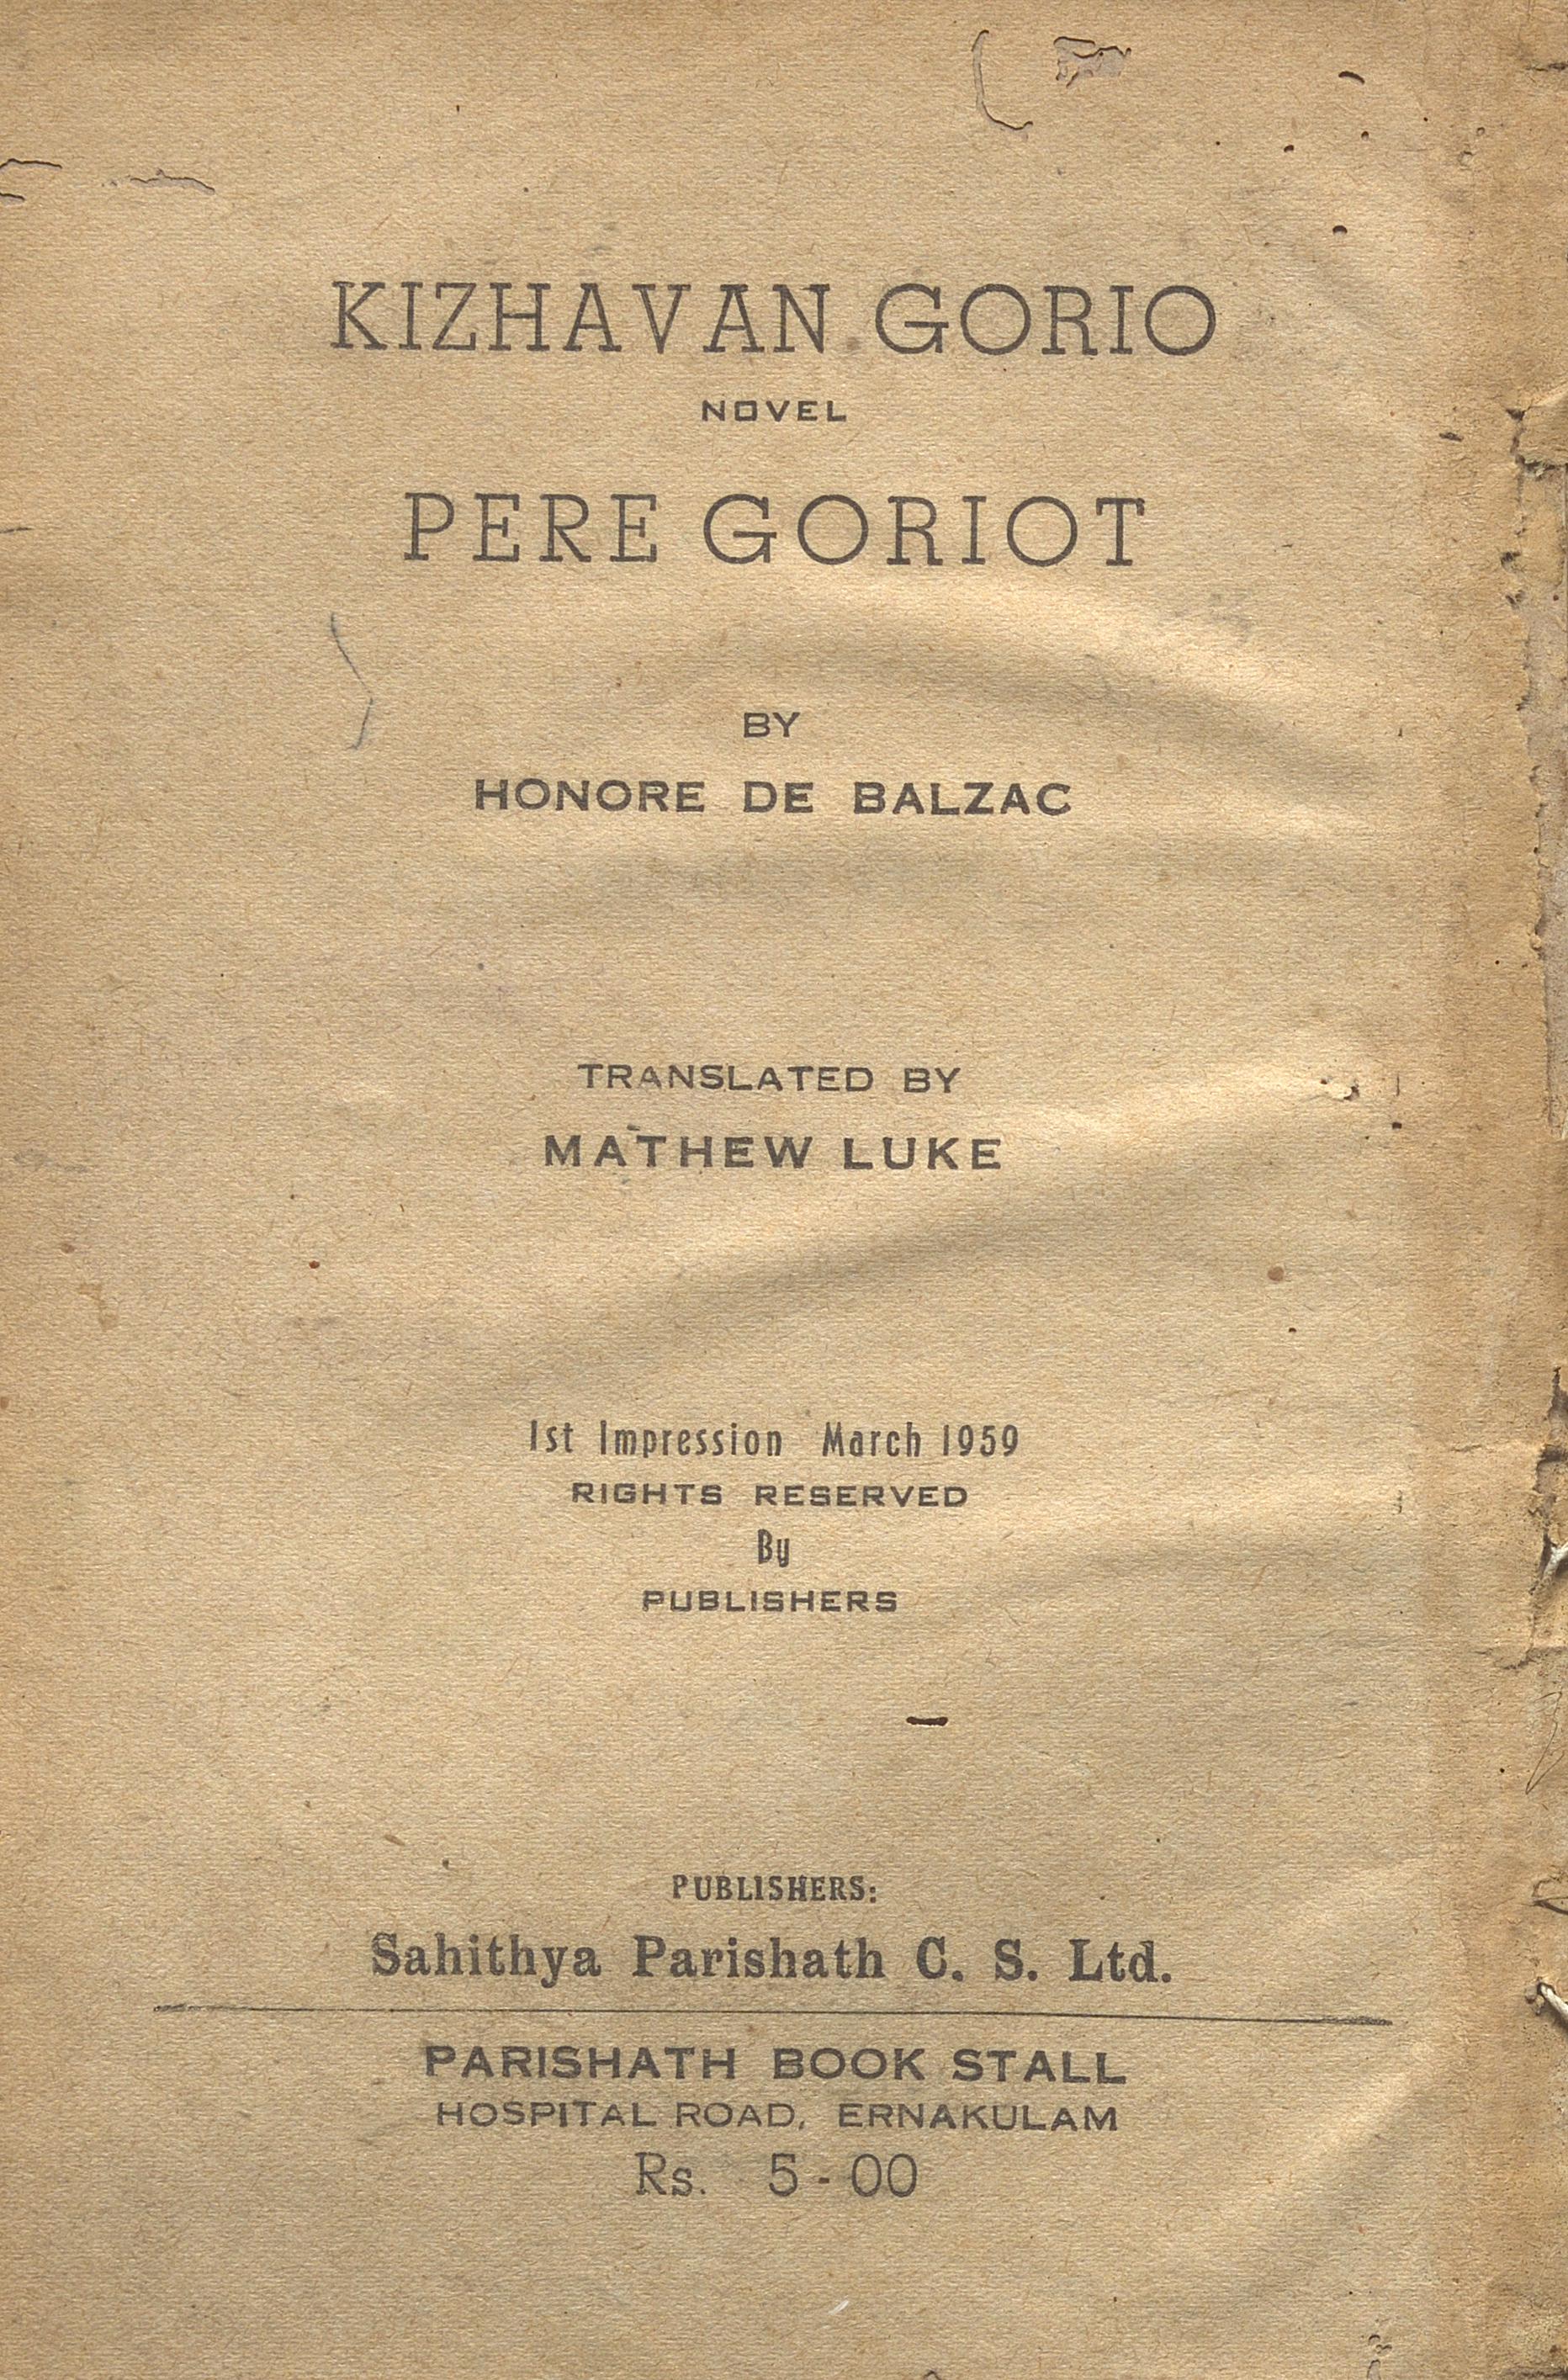 KIZHAVAN GORIO
NOVEL
PERE GORIOT
BY
HONORE DE BALZAC
TRANSLATED BY
MATHEW LUKE
1st Impression March 1959
RIGHTS RESERVED
By
PUBLISHERS
PUBLISHERS:
Sahithya Parishath C. S. Ltd.
PARISHATH BOOK STALL
HOSPITAL ROAD, ERNAKULAM
Rs. 5-00